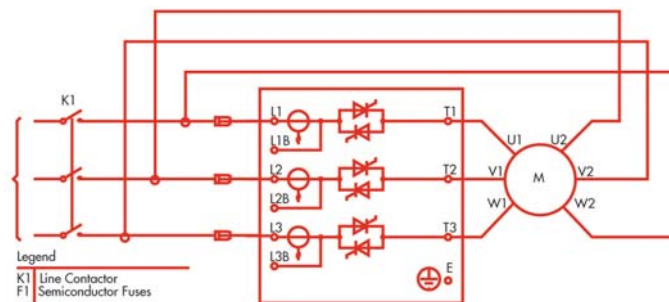 K1
L1
T1
L1B
U1
U2
L2
T2
V1
M
V2
L2B
W1
W2
L3
T3
L3B
E
Legend
K1 Line Contactor
F1 Semiconductor Fuses